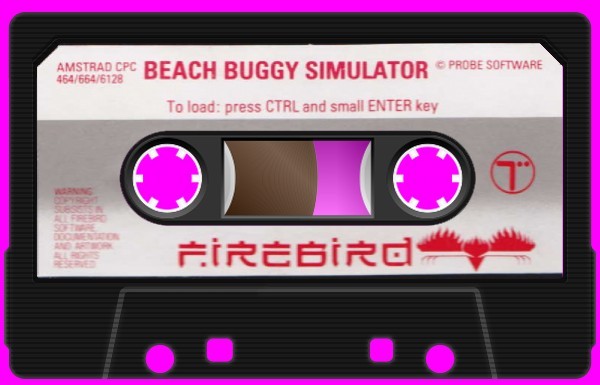 AMSTRAD CPC
464/664/6128
BEACH BUGGY SIMULATOR
© PROBE SOFTWARE
To load: press CTRL and small ENTER key
WARNING
COPYRIGHT
SUBSISTS IN
ALL FIREBIRD
SOFTWARE,
DOCUMENTATION
AND ARTWORK.
ALL RIGHTS
RESERVED
FIREBIRD